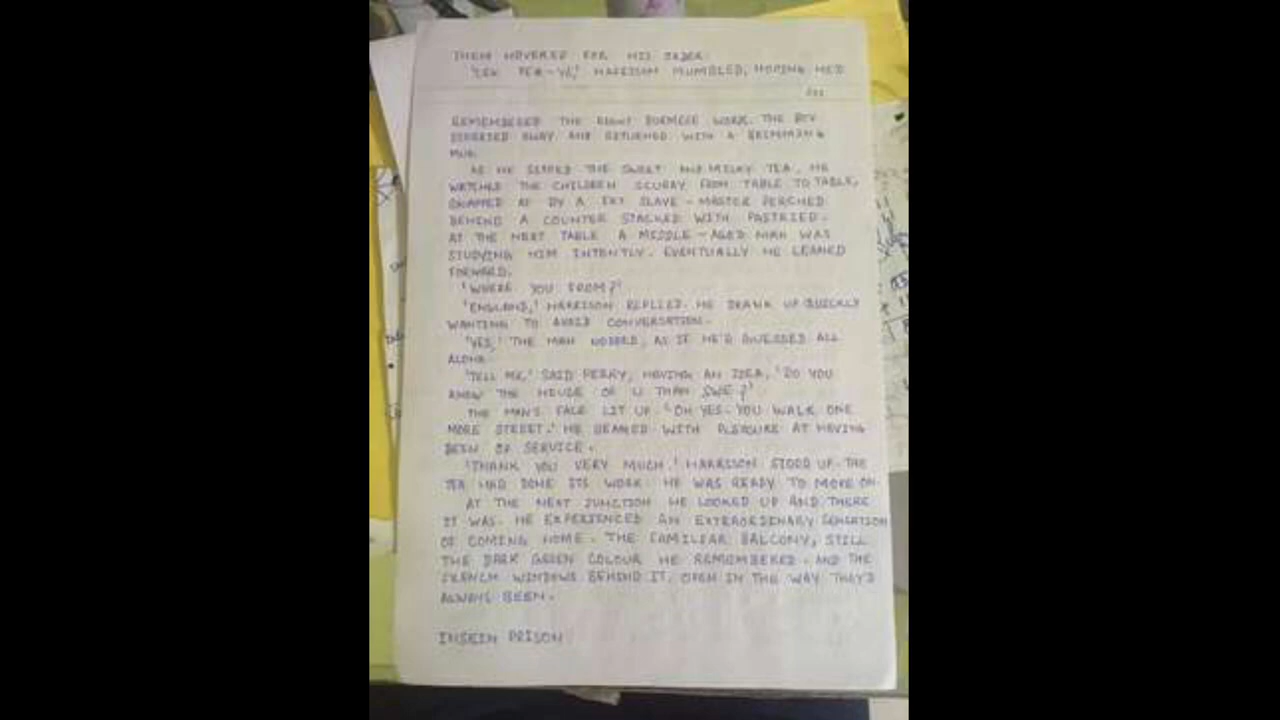 THEN HOVERED FOR HIS ORDER.
MUMBLED, HOPING HE'D
REMEMBERED THE RIGHT BURMESE WORK. THE BOY
SCURRIED AWAY AND RETURNED WITH A BRIMMING
MUG.
AS HE SIPPED THE SWEET AND MILKY TEA, HE
WATCHED THE CHILDREN SCURRY FROM TABLE TO TABLE,
SNAPPED AT BY A FAT SLAVE-MASTER PERCHED
BEHIND A COUNTER STACKED WITH PASTRIED.
AT THE NEXT TABLE A MIDDLE-AGED MAN WAS
STUDYING HIM INTENTLY. EVENTUALLY HE LEANED
FORWARD.
'WHERE YOU FROM?'
'ENGLAND,' HARRISON REPLIED. HE DRANK UP QUICKLY
WANTING TO AVOID CONVERSATION.
'YES,' THE MAN NODDED, AS IF HE'D GUESSED ALL
ALONG.
'TELL ME,' SAID PERRY, HAVING AN IDEA, 'DO YOU
KNOW THE HOUSE OF U THAN SWE?'
THE MAN'S FACE LIT UP. 'OH YES. YOU WALK ONE
MORE STREET.' HE BEAMED WITH PLEASURE AT HAVING
BEEN OF SERVICE.
'THANK YOU VERY MUCH.' HARRISON STOOD UP. THE
TEA HAD DONE ITS WORK. HE WAS READY TO MOVE ON.
AT THE NEXT JUNCTION HE LOOKED UP AND THERE
IT WAS. HE EXPERIENCED AN EXTRAORDINARY SENSATION
OF COMING HOME. THE FAMILIAR BALCONY, STILL
THE DARK GREEN COLOUR HE REMEMBERED. AND THE
FRENCH WINDOWS BEHIND IT, OPEN IN THE WAY THEY'D
ALWAYS BEEN.
INSEIN PRISON